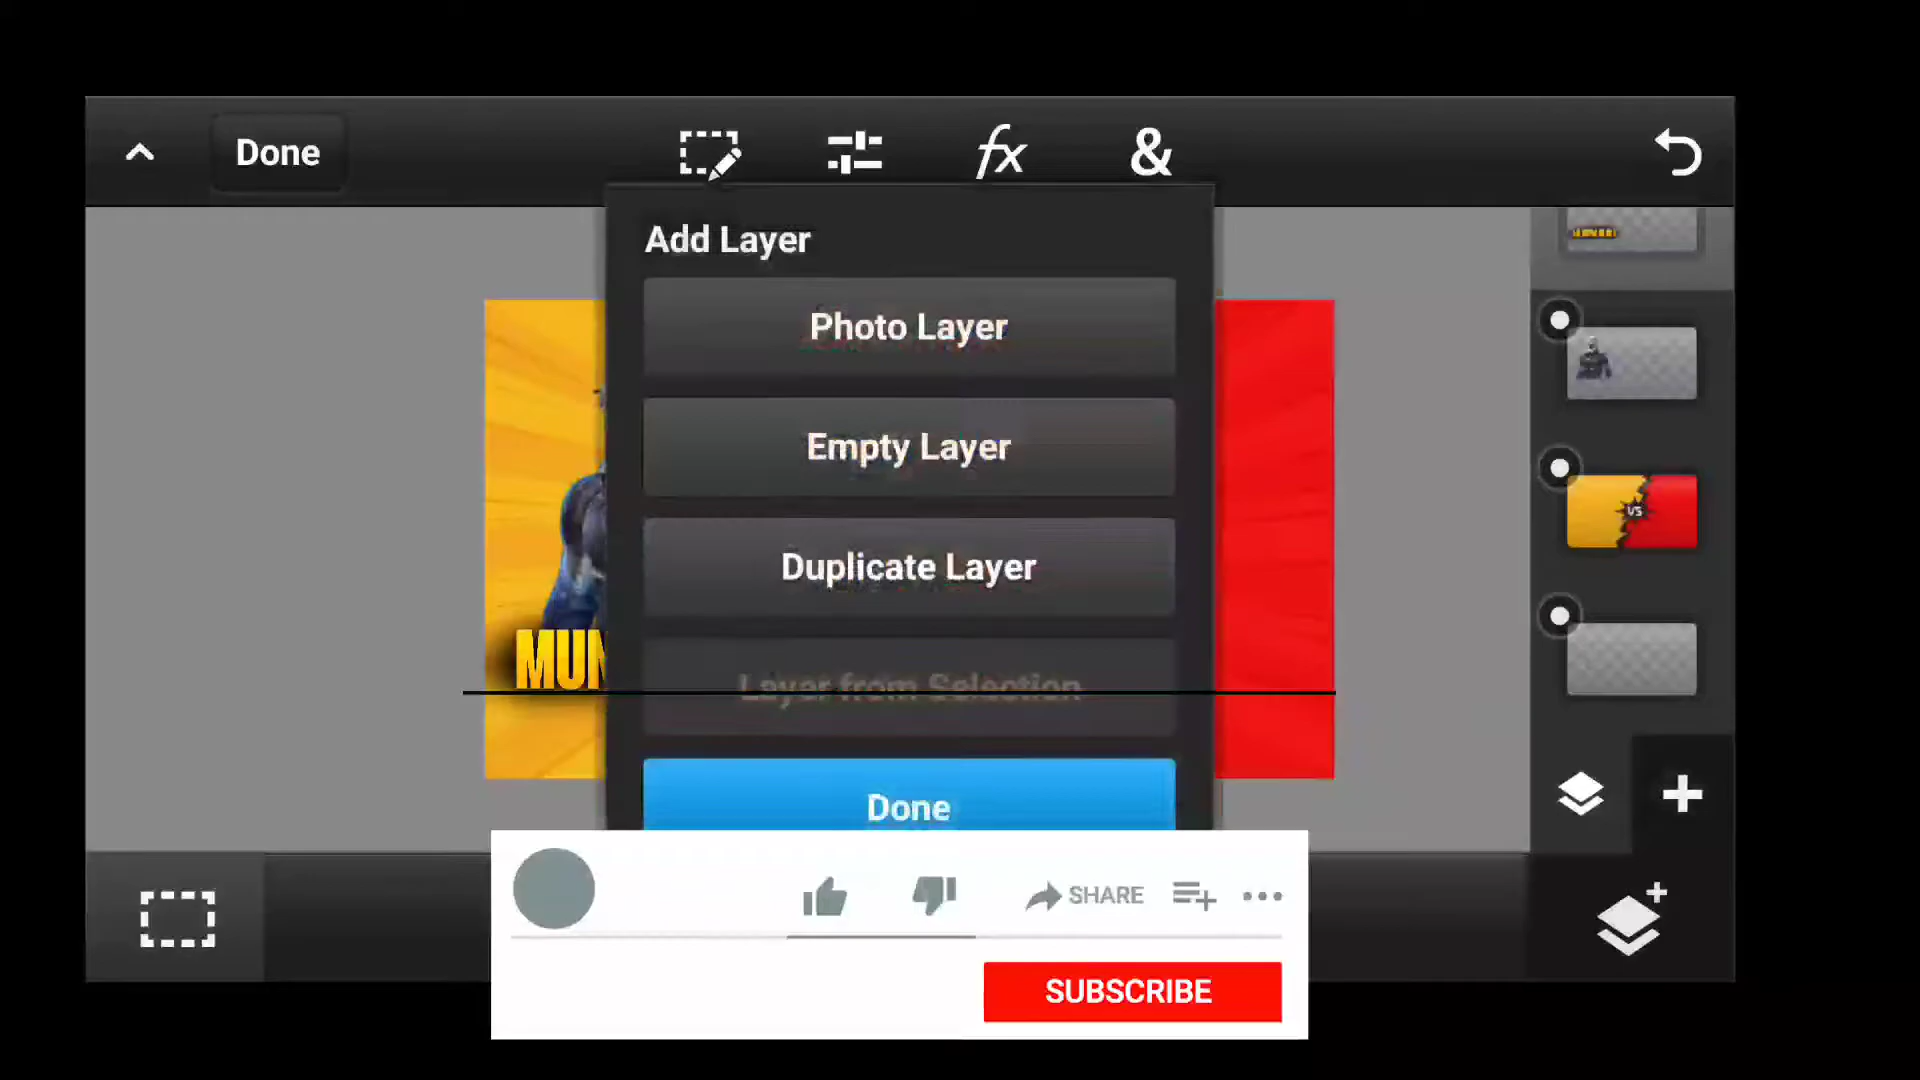 Done
fx
&
Add Layer
Photo Layer
Empty Layer
Duplicate Layer
VS
MUN
Layer from Selection
Done
SHARE
SUBSCRIBE